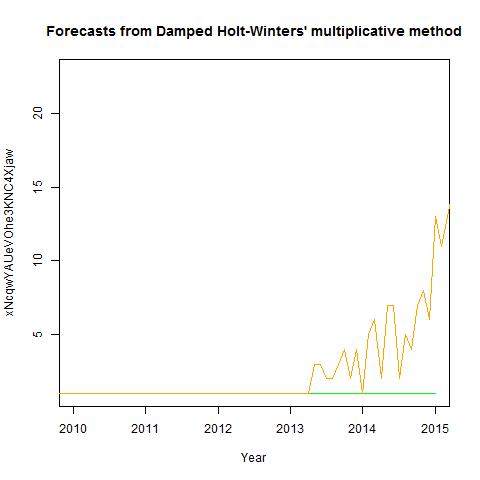 Forecasts from Damped Holt-Winters' multiplicative method
xNcqwYAUeVOhe3KNC4Xjaw
20
15
10
5
2010 2011 2012 2013 2014 2015
Year